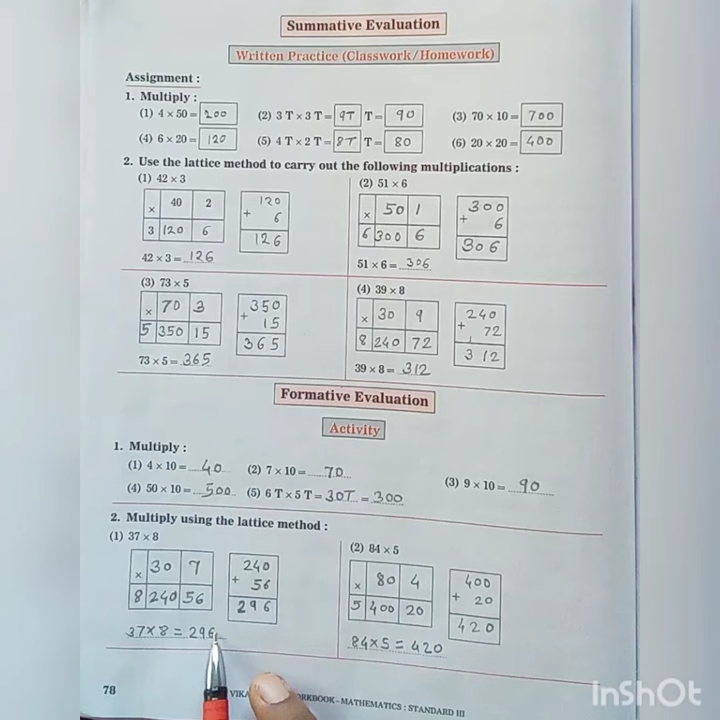 Summative Evaluation
Written Practice (Classwork/Homework)
Assignment :
1. Multiply :
(1) 4 × 50 = 200 (2) 3 T × 3 T = 9T T = 90 (3) 70 × 10 = 700
(4) 6 × 20 = 120 (5) 4 T × 2 T = 8T T = 80 (6) 20 × 20 = 400
2. Use the lattice method to carry out the following multiplications :
(1) 42 × 3
× 40 2
3 120 6
120
+ 6
126
42 × 3 = 126
(2) 51 × 6
× 50 1
6 300 6
300
+ 6
306
51 × 6 = 306
(3) 73 × 5
× 70 3
5 350 15
350
+ 15
365
73 × 5 = 365
(4) 39 × 8
× 30 9
8 240 72
240
+ 72
1
312
39 × 8 = 312
Formative Evaluation
Activity
1. Multiply :
(1) 4 × 10 = 40 (2) 7 × 10 = 70 (3) 9 × 10 = 90
(4) 50 × 10 = 500 (5) 6 T × 5 T = 30T = 300
2. Multiply using the lattice method :
(1) 37 × 8
× 30 7
8 240 56
240
+ 56
296
37 × 8 = 296
(2) 84 × 5
× 80 4
5 400 20
400
+ 20
420
84 × 5 = 420
78 MATHEMATICS : STANDARD III
InShOt